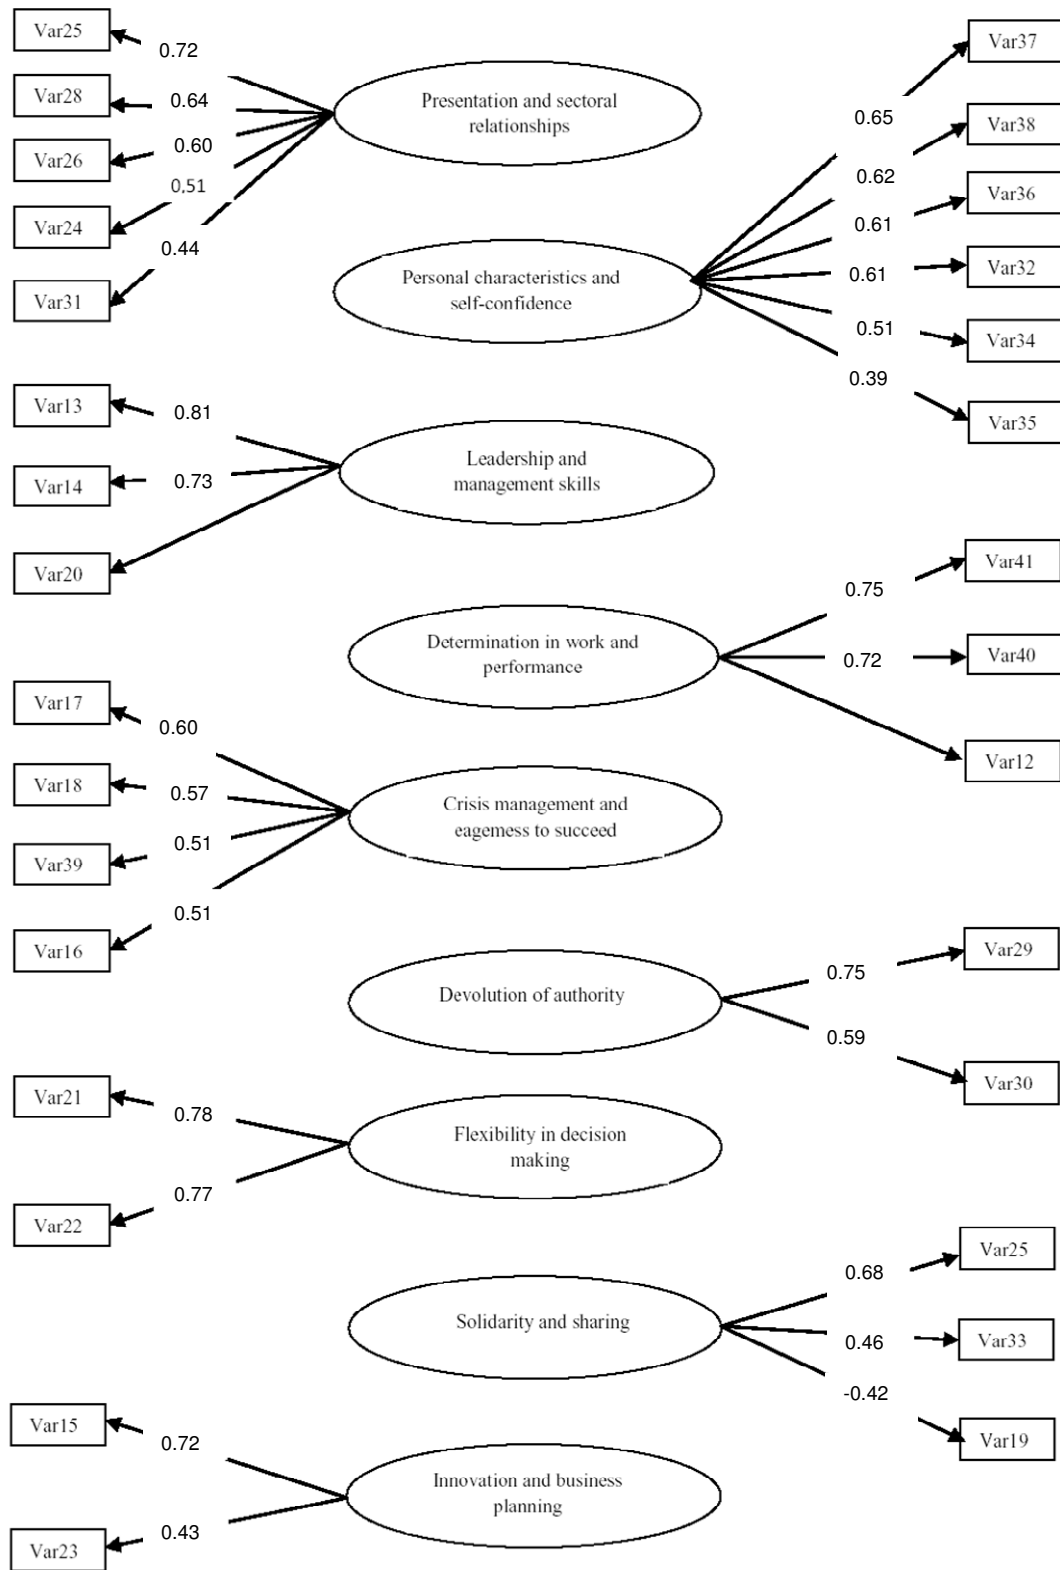 Var25
0.72
Var28
0.64
Var26
0.60
Var24
0,51
Var31
0.44
Presentation and sectoral
relationships
Var37
0.65
Var38
0.62
Var36
0.61
Var32
0.61
Var34
0.51
Var35
0.39
Personal characteristics and
self-confidence
Var13
0.81
Var14
0.73
Var20
Leadership and
management skills
Var41
0.75
Var40
0.72
Var12
Determination in work and
performance
Var17
0.60
Var18
0.57
Var39
0.51
Var16
0.51
Crisis management and
eagemess to succeed
Var29
0.75
Var30
0.59
Devolution of authority
Var21
0.78
Var22
0.77
Flexibility in decision
making
Var25
0.68
Var33
0.46
Var19
-0.42
Solidarity and sharing
Var15
0.72
Var23
0.43
Innovation and business
planning